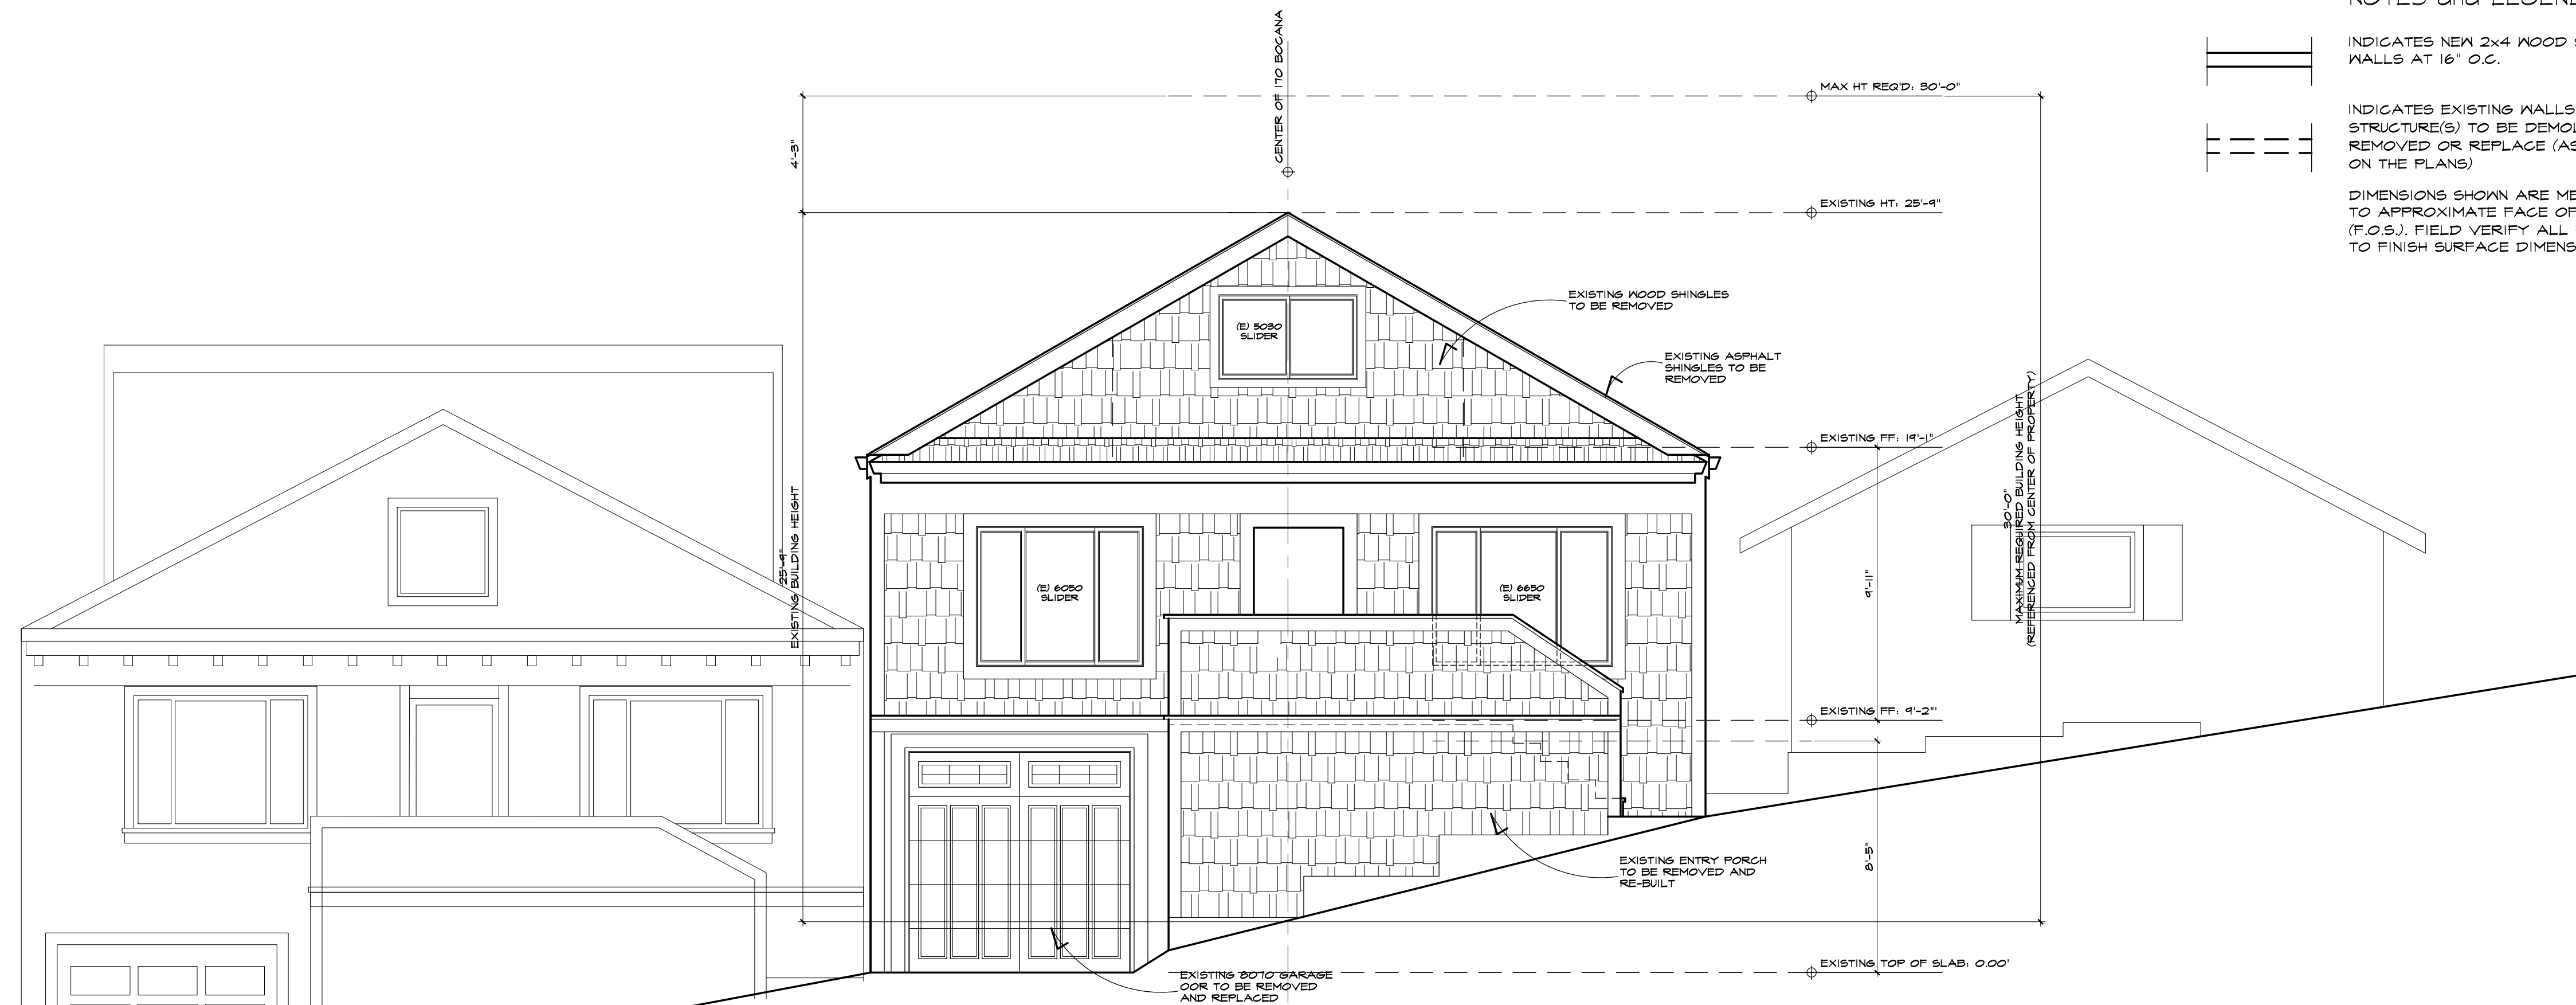 NOTES and LEGEND
INDICATES NEW 2x4 WOOD
WALLS AT 16" O.C.
INDICATES EXISTING WALLS
STRUCTURE(S) TO BE DEMOL
REMOVED OR REPLACE (AS
ON THE PLANS)
DIMENSIONS SHOWN ARE ME
TO APPROXIMATE FACE OF
(F.O.S.). FIELD VERIFY ALL
TO FINISH SURFACE DIMENS
CENTER OF 170 BOCANA
MAX HT REQ'D: 30'-0"
4'-3"
EXISTING HT: 25'-9"
EXISTING WOOD SHINGLES
TO BE REMOVED
(E) 5030
SLIDER
EXISTING ASPHALT
SHINGLES TO BE
REMOVED
EXISTING FF: 19'-1"
25'-9"
EXISTING BUILDING HEIGHT
30'-0"
MAXIMUM REQUIRED BUILDING HEIGHT
(REFERENCED FROM CENTER OF PROPERTY)
(E) 6050
SLIDER
(E) 6650
SLIDER
9'-11"
EXISTING FF: 9'-2"'
8'-5"
EXISTING ENTRY PORCH
TO BE REMOVED AND
RE-BUILT
EXISTING TOP OF SLAB: 0.00'
EXISTING 8070 GARAGE
OOR TO BE REMOVED
AND REPLACED